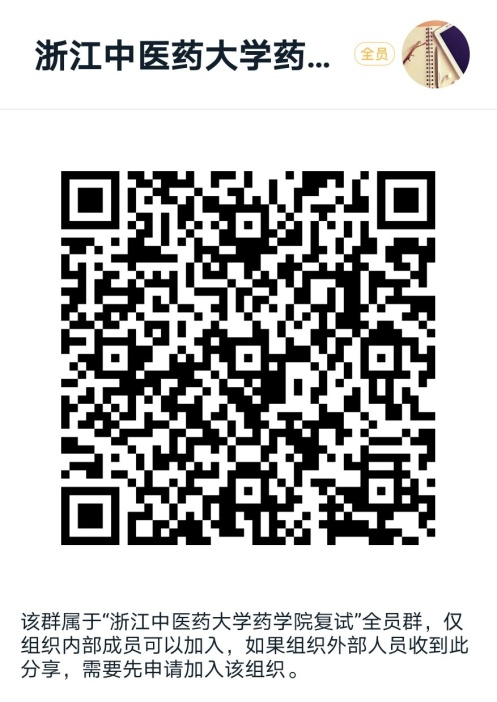 浙江中医药大学药...
全员
该群属于“浙江中医药大学药学院复试”全员群，仅
组织内部成员可以加入，如果组织外部人员收到此
分享，需要先申请加入该组织。